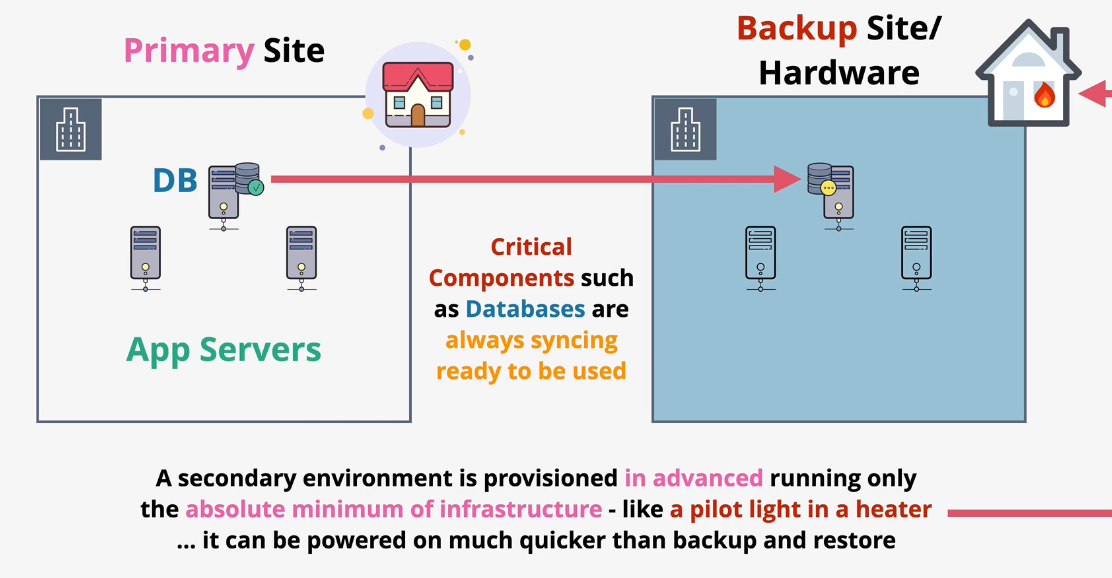 Primary Site
Backup Site/
Hardware
DB
Critical
Components such
as Databases are
always syncing
ready to be used
App Servers
A secondary environment is provisioned in advanced running only
the absolute minimum of infrastructure - like a pilot light in a heater
... it can be powered on much quicker than backup and restore